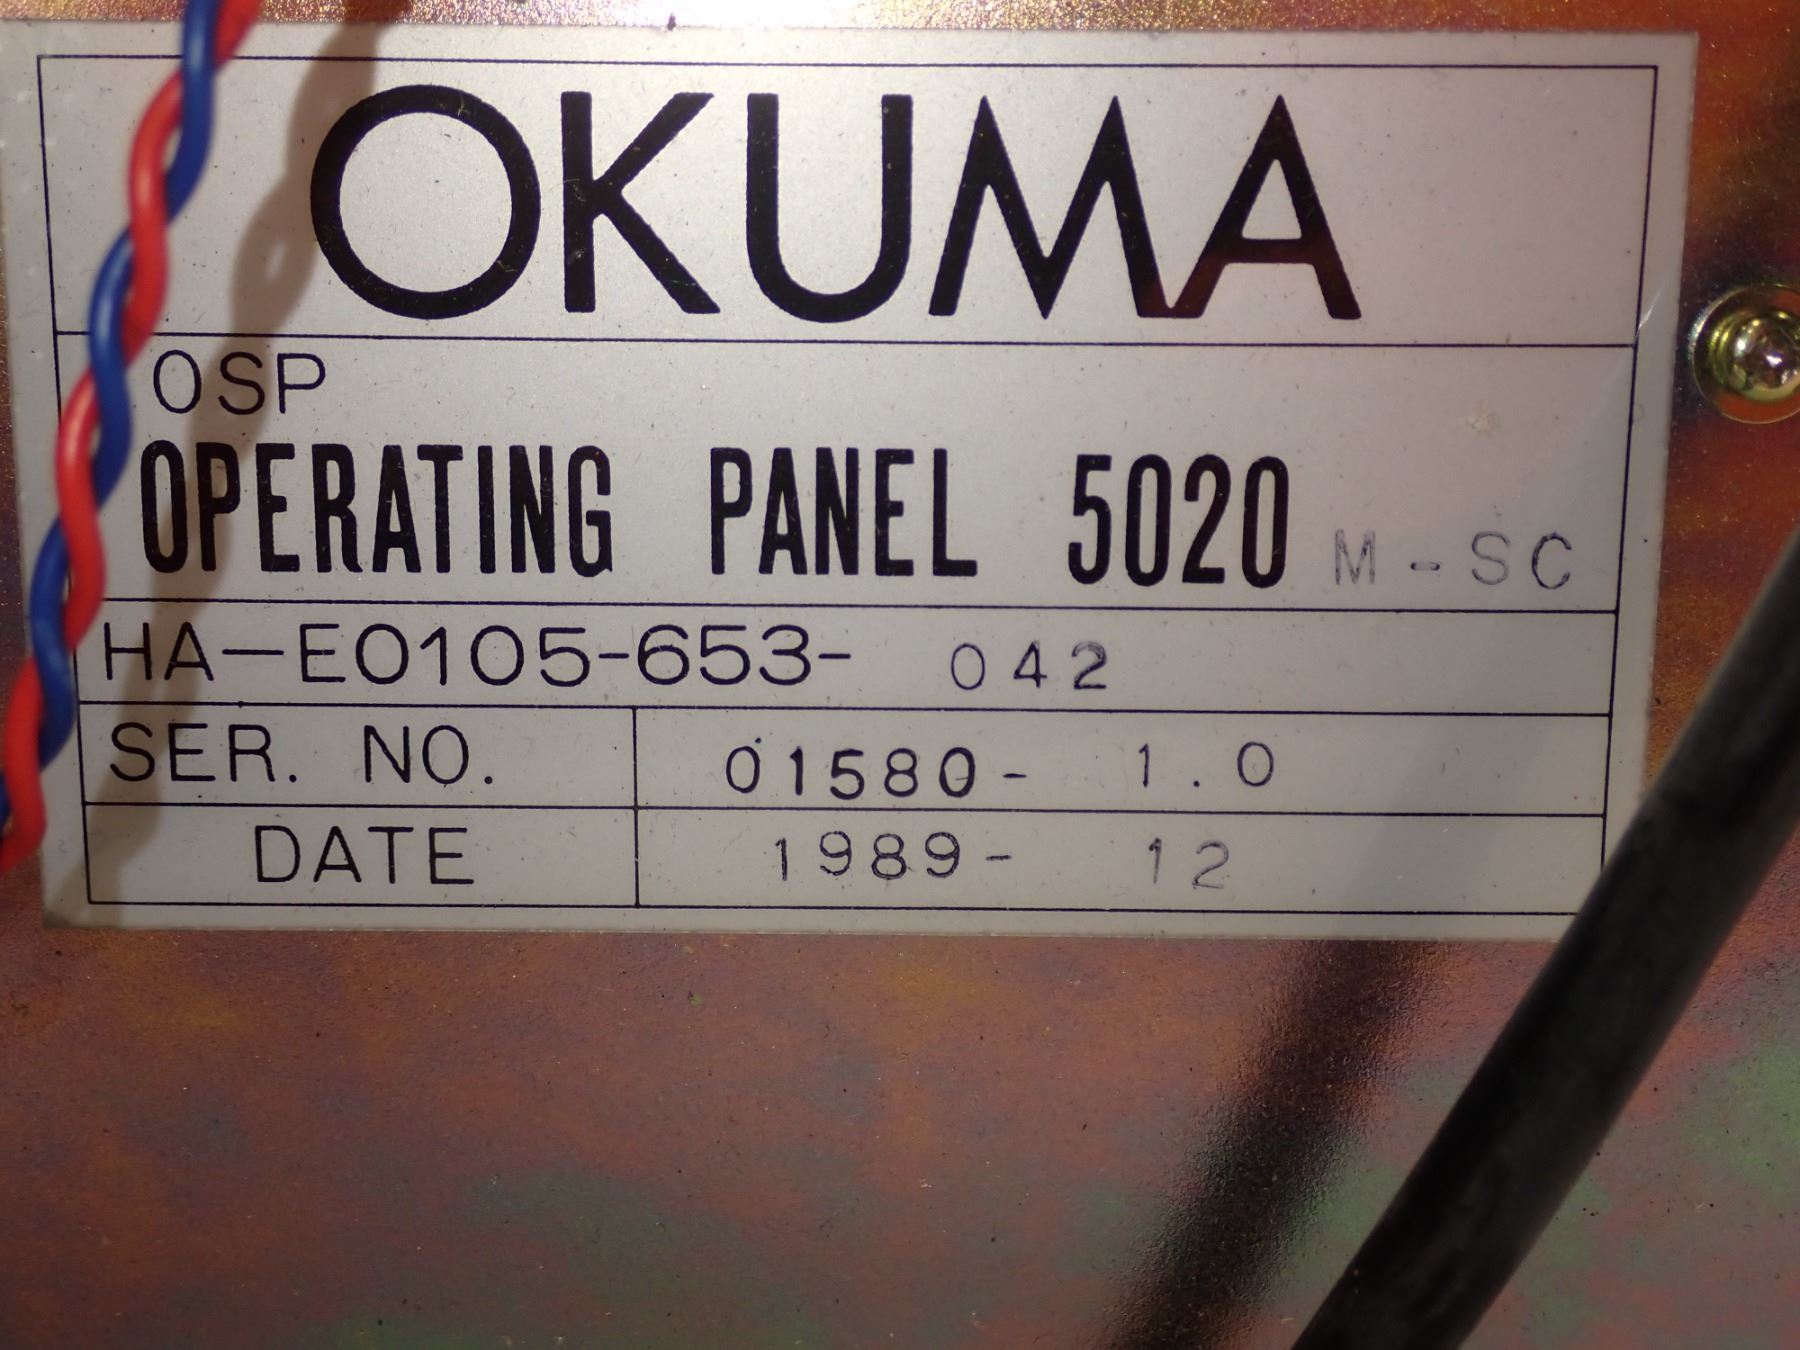 OKUMA
OSP
OPERATING PANEL 5020 M-SC
HA-E0105-653- 042
SER. NO. 01580- 1.0
DATE 1989- 12